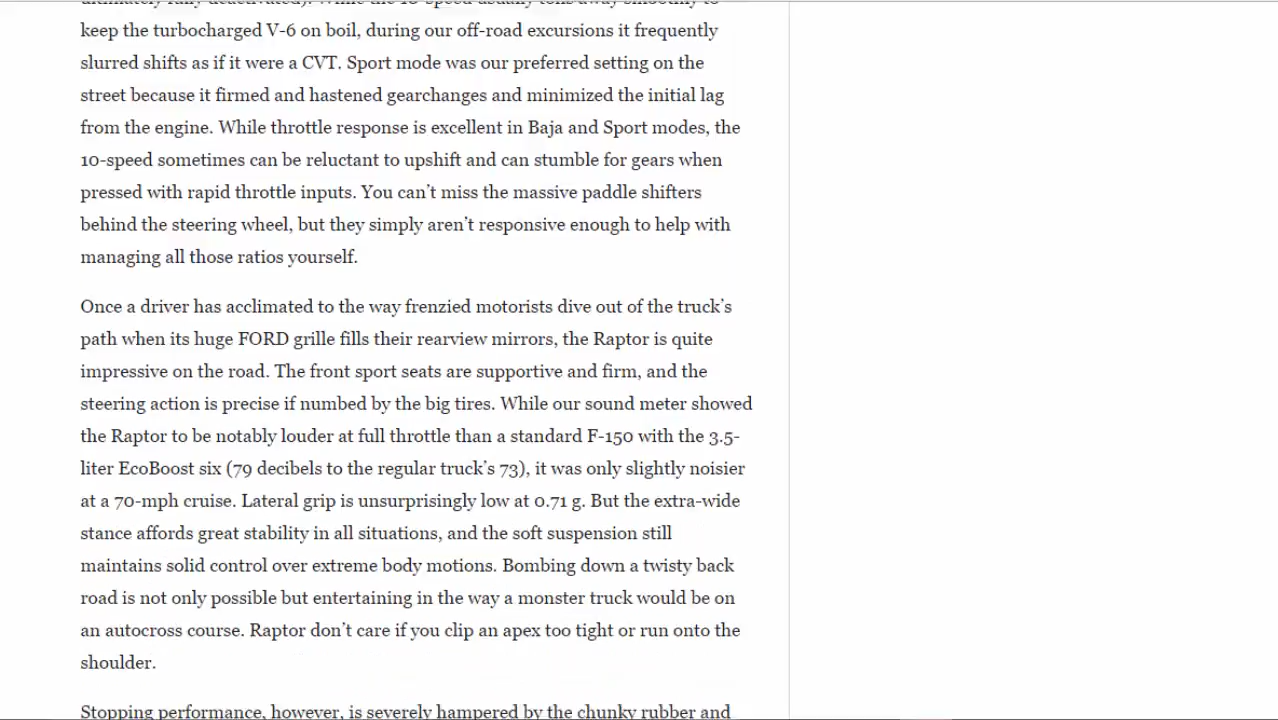 keep the turbocharged V-6 on boil, during our off-road excursions it frequently
slurred shifts as if it were a CVT. Sport mode was our preferred setting on the
street because it firmed and hastened gearchanges and minimized the initial lag
from the engine. While throttle response is excellent in Baja and Sport modes, the
10-speed sometimes can be reluctant to upshift and can stumble for gears when
pressed with rapid throttle inputs. You can’t miss the massive paddle shifters
behind the steering wheel, but they simply aren’t responsive enough to help with
managing all those ratios yourself.
Once a driver has acclimated to the way frenzied motorists dive out of the truck’s
path when its huge FORD grille fills their rearview mirrors, the Raptor is quite
impressive on the road. The front sport seats are supportive and firm, and the
steering action is precise if numbed by the big tires. While our sound meter showed
the Raptor to be notably louder at full throttle than a standard F-150 with the 3.5-
liter EcoBoost six (79 decibels to the regular truck’s 73), it was only slightly noisier
at a 70-mph cruise. Lateral grip is unsurprisingly low at 0.71 g. But the extra-wide
stance affords great stability in all situations, and the soft suspension still
maintains solid control over extreme body motions. Bombing down a twisty back
road is not only possible but entertaining in the way a monster truck would be on
an autocross course. Raptor don’t care if you clip an apex too tight or run onto the
shoulder.
Stopping performance, however, is severely hampered by the chunky rubber and